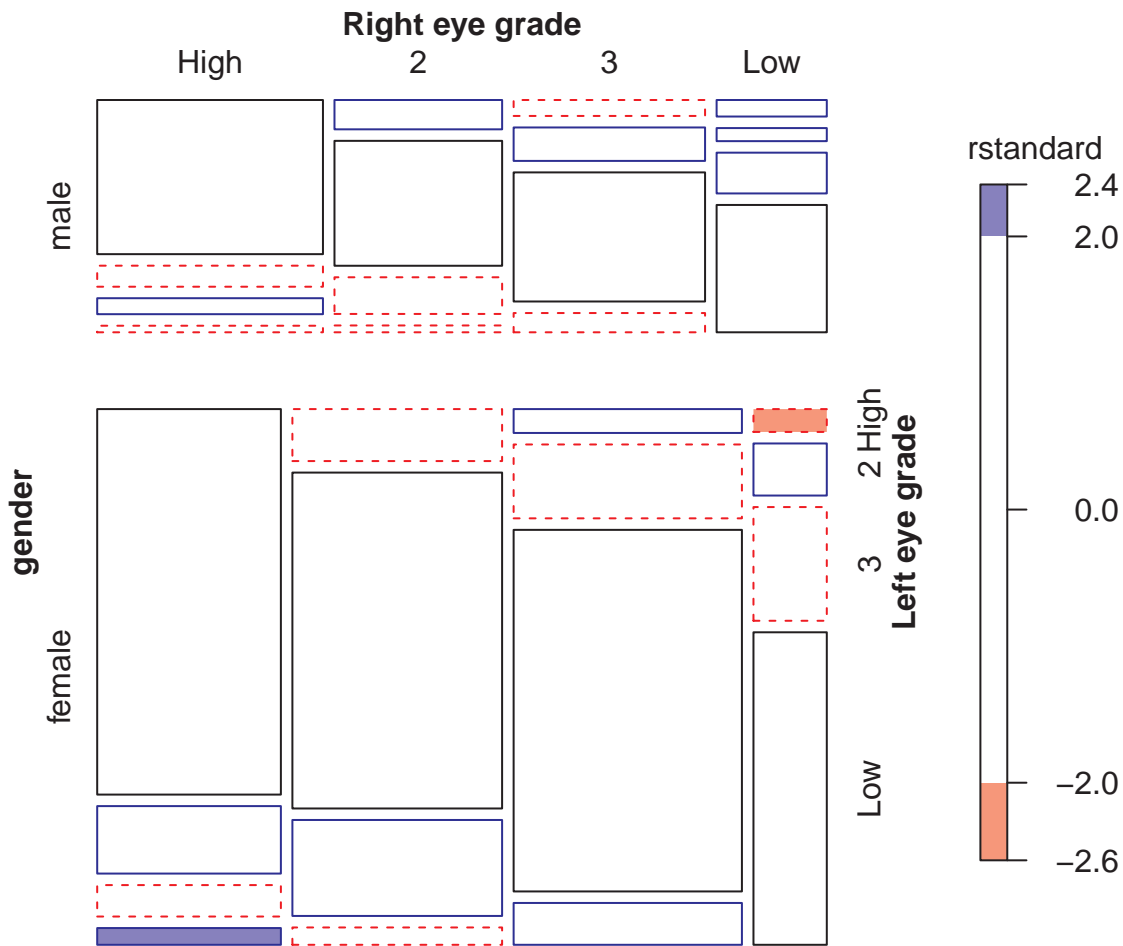 Right eye grade
High 2 3 Low
male
female
gender
2 High
3
Low
Left eye grade
rstandard
2.4
2.0
0.0
−2.0
−2.6